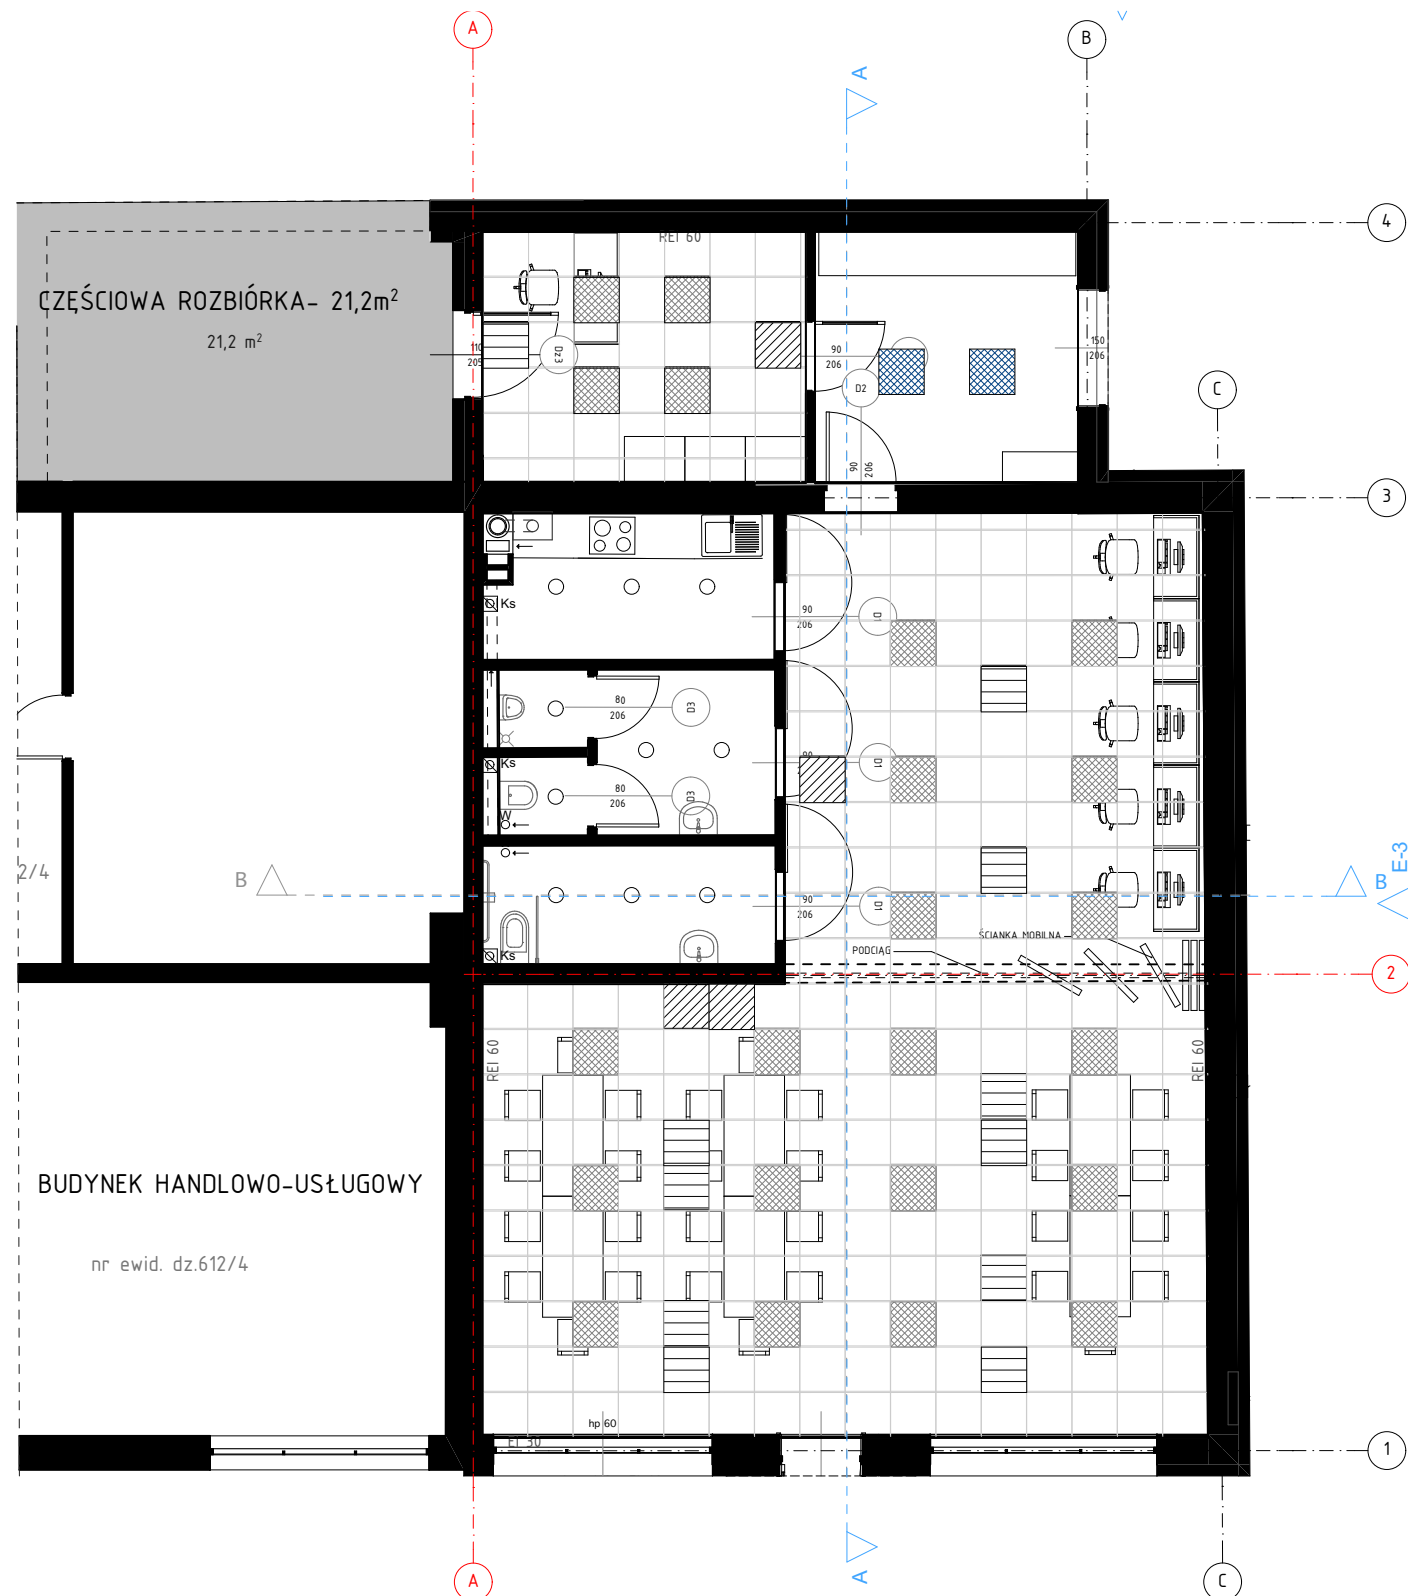 A
B
A
4
REI 60
CZĘŚCIOWA ROZBIÓRKA- 21,2m²
21,2 m²
110
205
Dz3
90
206
D2
150
206
C
90
206
3
Ks
90
206
D1
80
206
D3
Ks
90
D1
80
206
D3
W
2/4
B
90
206
D1
B
E-3
Ks
ŚCIANKA MOBILNA
PODCIĄG
2
REI 60
REI 60
BUDYNEK HANDLOWO-USŁUGOWY
nr ewid. dz.612/4
hp 60
EI 30
1
A
A
C